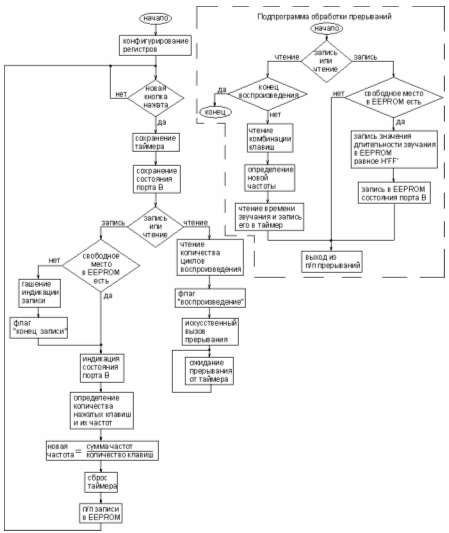 начало
конфигурирование
регистров
новая
кнопка
нажата
нет
да
сохранение
таймера
сохранение
состояния
порта В
запись
или
чтение
запись
чтение
свободное
место
в EEPROM
есть
нет
да
гашение
индикации
записи
флаг
"конец записи"
индикация
состояния
порта В
определение
количества
нажатых клавиш
и их частот
новая
частота
=
сумма частот
количество клавиш
сброс
таймера
п/п записи
в EEPROM
чтение
количества
циклов
воспроизведения
флаг
"воспроизведение"
искусственный
вызов
прерывания
ожидание
прерывания
от таймера
Подпрограмма обработки прерываний
начало
запись
или
чтение
чтение
запись
конец
воспроизведения
да
нет
конец
чтение
комбинации
клавиш
определение
новой
частоты
чтение времени
звучания и запись
его в таймер
свободное место
в EEPROM есть
нет
да
запись значения
длительности звучания
в EEPROM
равное H'FF'
запись в EEPROM
состояния порта В
выход из
п/п прерываний